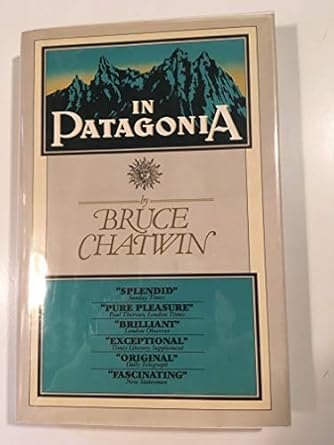 IN
PATAGONIA
by
BRUCE
CHATWIN
"SPLENDID"
Sunday Times
"PURE PLEASURE"
Paul Theroux, London Times
"BRILLIANT"
London Observer
"EXCEPTIONAL"
Times Literary Supplement
"ORIGINAL"
Daily Telegraph
"FASCINATING"
New Statesman